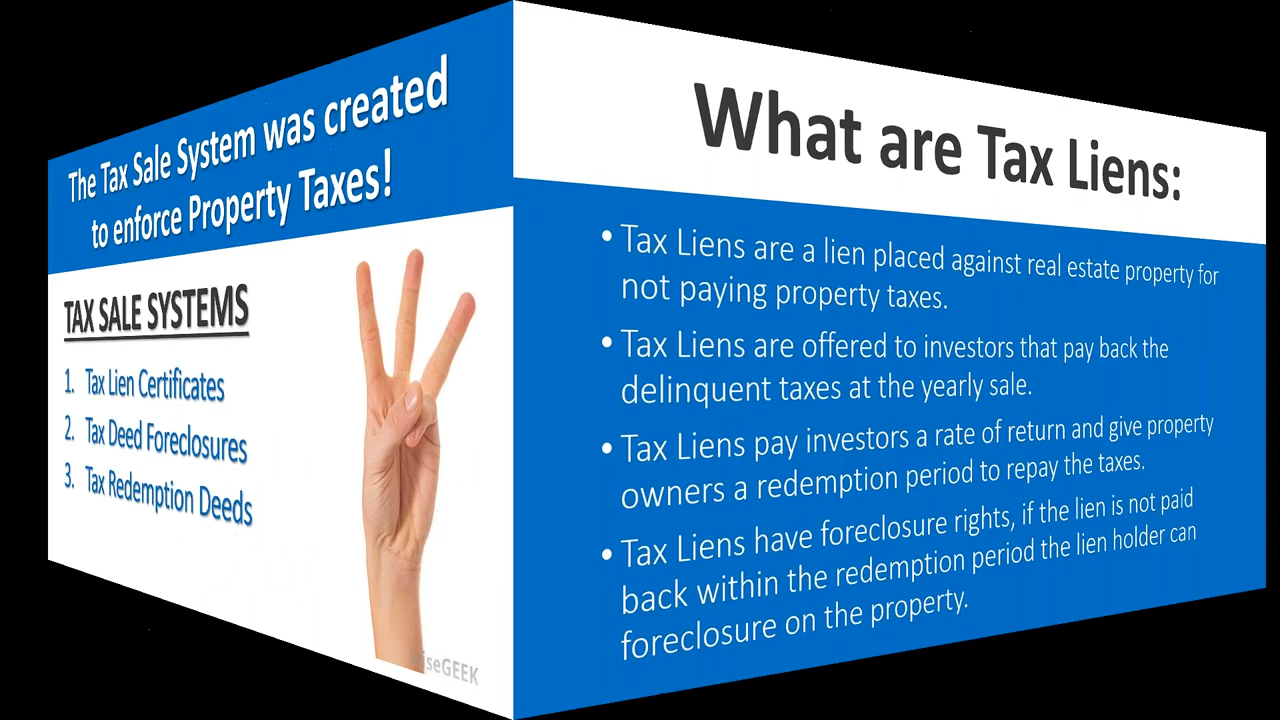 The Tax Sale System was created
to enforce Property Taxes!
TAX SALE SYSTEMS
1. Tax Lien Certificates
2. Tax Deed Foreclosures
3. Tax Redemption Deeds
What are Tax Liens:
• Tax Liens are a lien placed against real estate property for
not paying property taxes.
• Tax Liens are offered to investors that pay back the
delinquent taxes at the yearly sale.
• Tax Liens pay investors a rate of return and give property
owners a redemption period to repay the taxes.
• Tax Liens have foreclosure rights, if the lien is not paid
back within the redemption period the lien holder can
foreclosure on the property.
wiseGEEK